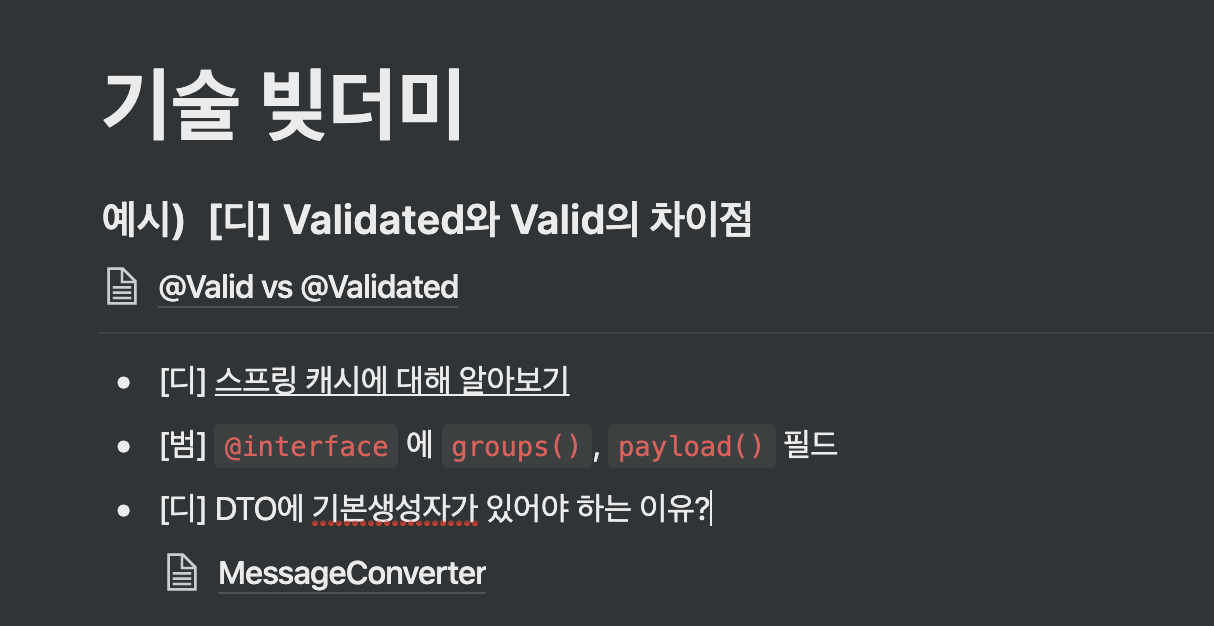 기술 빚더미
예시) [디] Validated와 Valid의 차이점
@Valid vs @Validated
• [디] 스프링 캐시에 대해 알아보기
• [범] @interface 에 groups(), payload() 필드
• [디] DTO에 기본생성자가 있어야 하는 이유?
MessageConverter